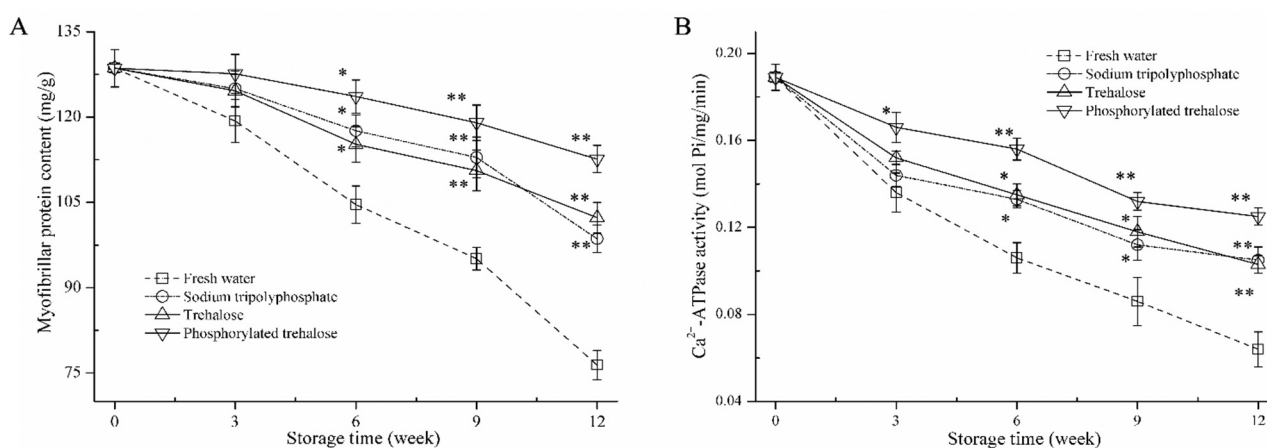 A
135
120
105
90
75
Myofibrillar protein content (mg/g)
* 
*
*
**
**
**
**
**
**
Fresh water
Sodium tripolyphosphate
Trehalose
Phosphorylated trehalose
0 3 6 9 12
Storage time (week)
B
0.20
0.16
0.12
0.08
0.04
Ca²⁻-ATPase activity (mol Pi/mg/min)
Fresh water
Sodium tripolyphosphate
Trehalose
Phosphorylated trehalose
*
**
*
*
**
*
*
**
**
**
0 3 6 9 12
Storage time (week)